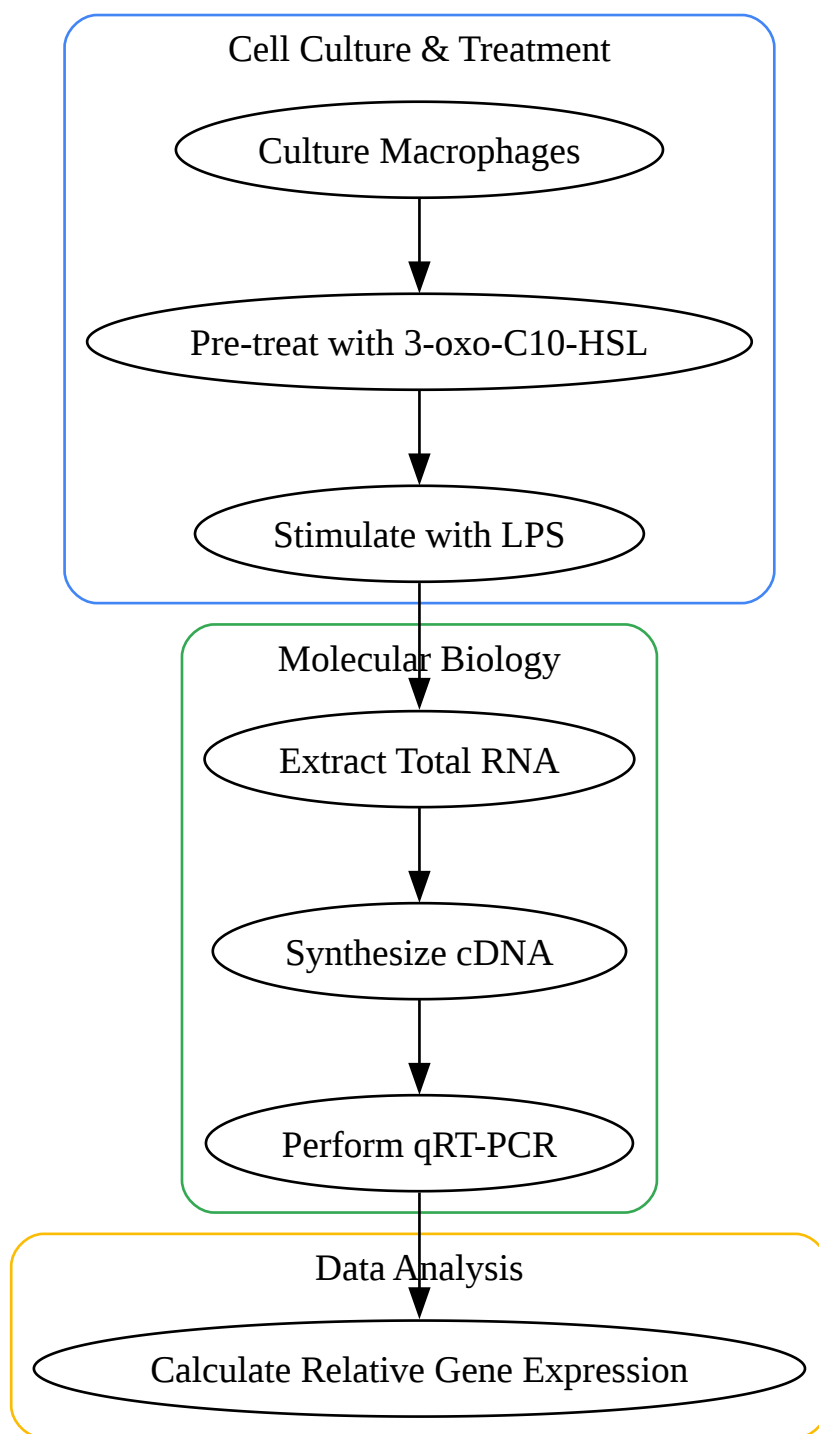 Cell Culture & Treatment
Culture Macrophages
Pre-treat with 3-oxo-C10-HSL
Stimulate with LPS
Molecular Biology
Extract Total RNA
Synthesize cDNA
Perform qRT-PCR
Data Analysis
Calculate Relative Gene Expression